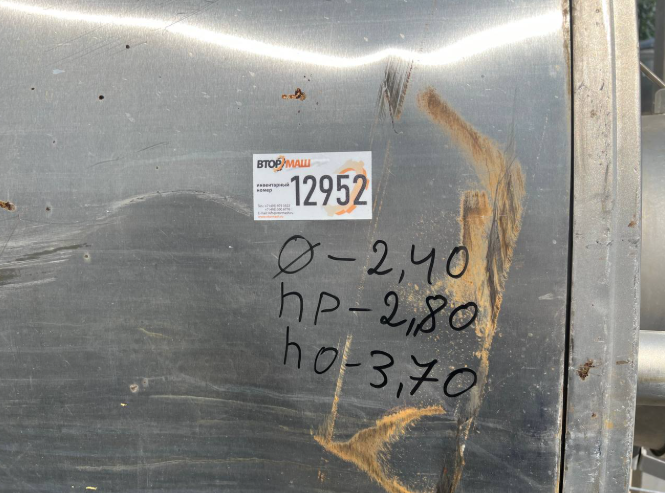 ВТОРМАШ
инвентарный
номер
12952
Ø-2,40
hр-2,80
hо-3,70